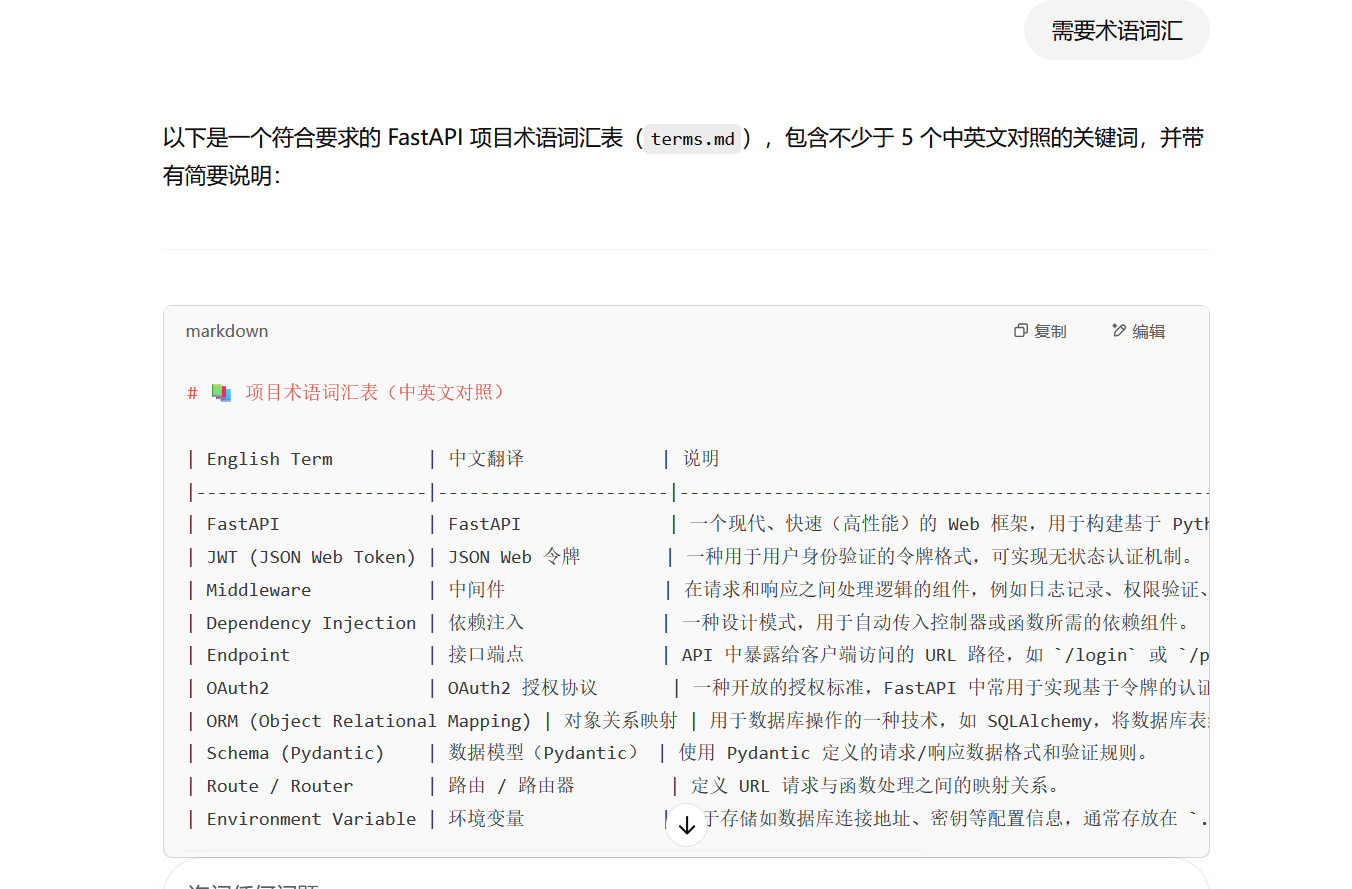 需要术语词汇
以下是一个符合要求的 FastAPI 项目术语词汇表（terms.md），包含不少于 5 个中英文对照的关键词，并带
有简要说明：
markdown 复制 编辑
# 📚 项目术语词汇表（中英文对照）
| English Term | 中文翻译 | 说明
|----------------------|----------------------|---------------------------------------------------
| FastAPI | FastAPI | 一个现代、快速（高性能）的 Web 框架，用于构建基于 Pyth
| JWT (JSON Web Token) | JSON Web 令牌 | 一种用于用户身份验证的令牌格式，可实现无状态认证机制。
| Middleware | 中间件 | 在请求和响应之间处理逻辑的组件，例如日志记录、权限验证、
| Dependency Injection | 依赖注入 | 一种设计模式，用于自动传入控制器或函数所需的依赖组件。
| Endpoint | 接口端点 | API 中暴露给客户端访问的 URL 路径，如 `/login` 或 `/p
| OAuth2 | OAuth2 授权协议 | 一种开放的授权标准，FastAPI 中常用于实现基于令牌的认证
| ORM (Object Relational Mapping) | 对象关系映射 | 用于数据库操作的一种技术，如 SQLAlchemy，将数据库表
| Schema (Pydantic) | 数据模型（Pydantic） | 使用 Pydantic 定义的请求/响应数据格式和验证规则。
| Route / Router | 路由 / 路由器 | 定义 URL 请求与函数处理之间的映射关系。
| Environment Variable | 环境变量 | 于存储如数据库连接地址、密钥等配置信息，通常存放在 `.